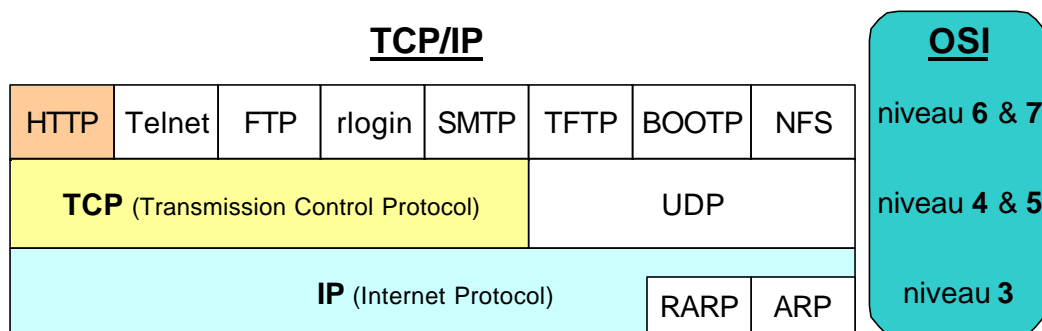 TCP/IP
OSI
HTTP Telnet FTP rlogin SMTP TFTP BOOTP NFS
niveau 6 & 7
TCP (Transmission Control Protocol)
UDP
niveau 4 & 5
IP (Internet Protocol)
RARP ARP
niveau 3